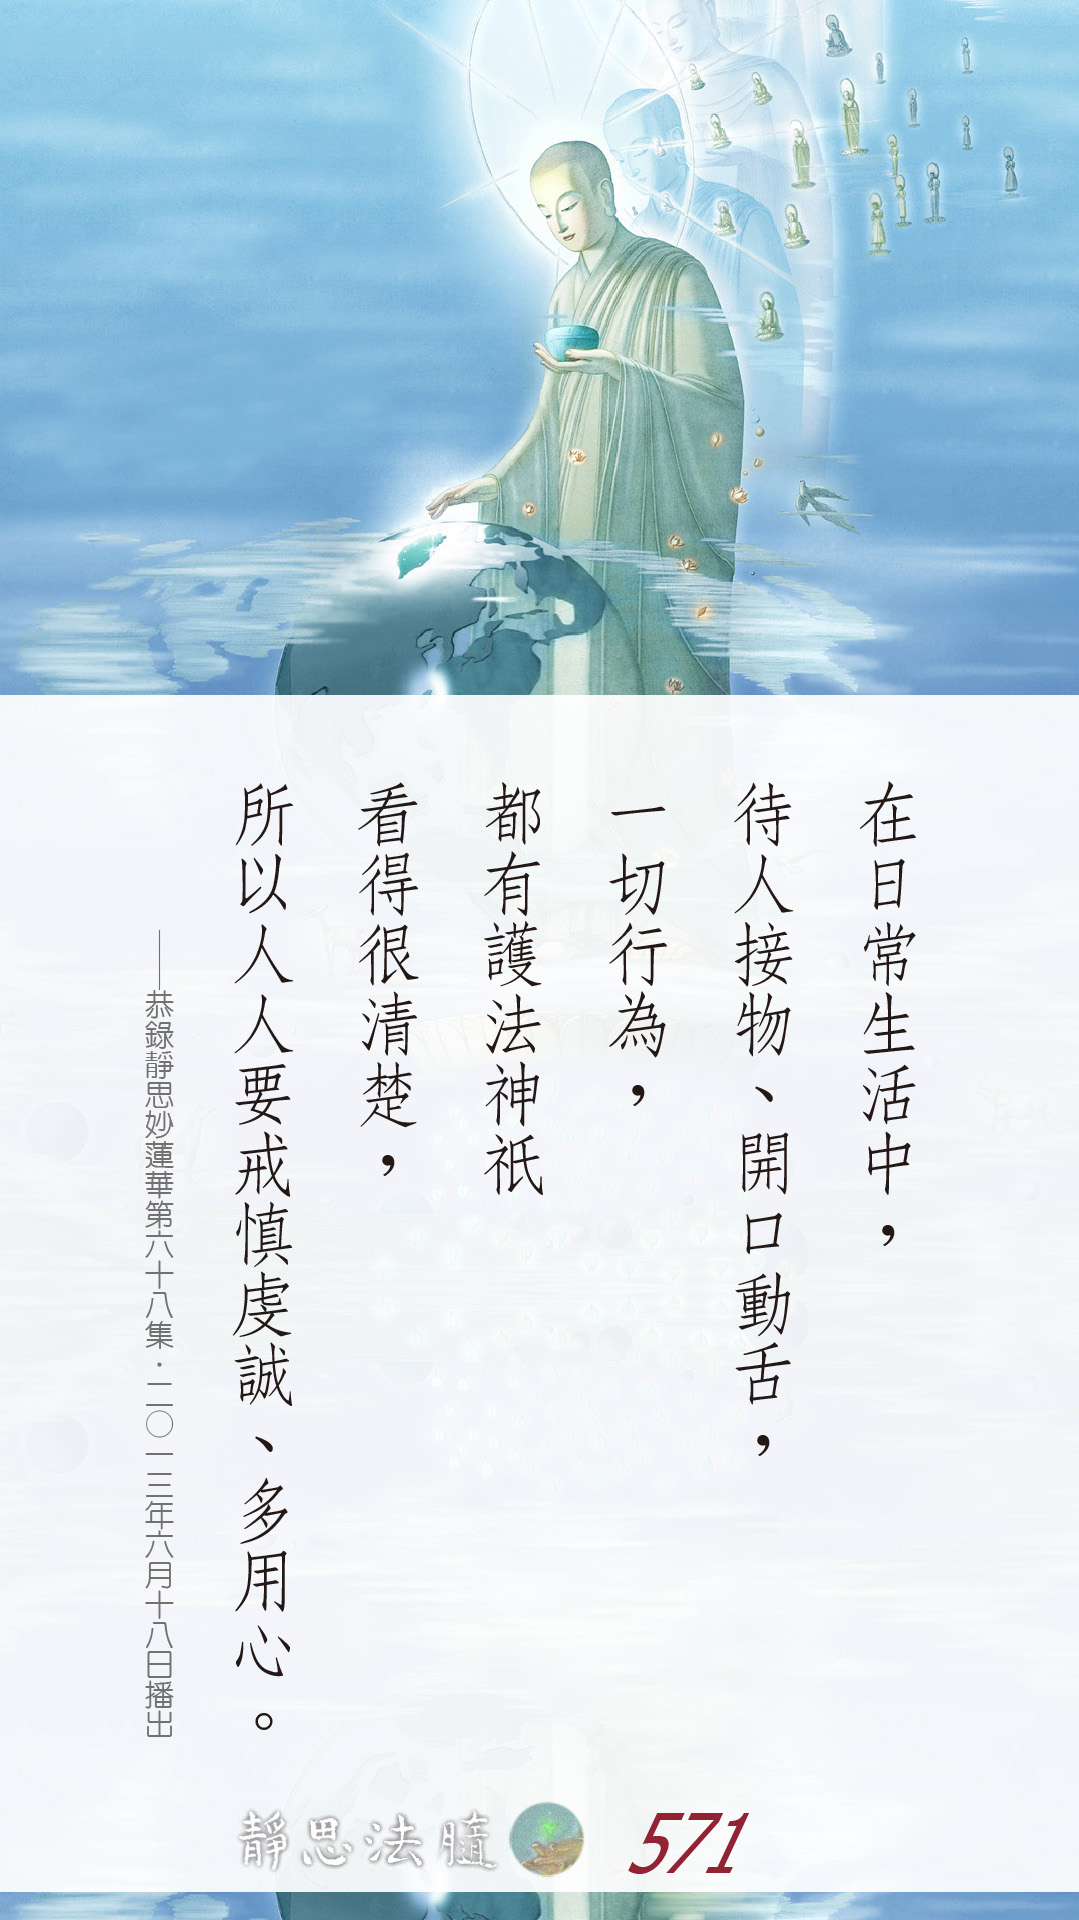 在日常生活中，
待人接物、開口動舌，
一切行為，
都有護法神祇
看得很清楚，
所以人人要戒慎虔誠、多用心。
——恭錄靜思妙蓮華第六十八集．二〇一三年六月十八日播出
靜思法髓
571